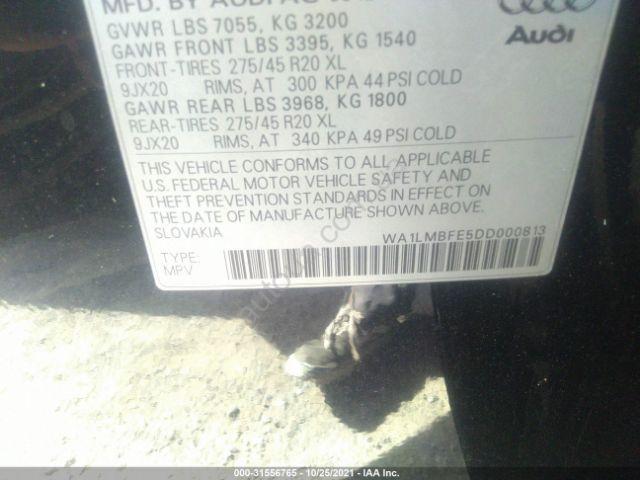 MFD. BY AUDI AG
GVWR LBS 7055, KG 3200
GAWR FRONT LBS 3395, KG 1540
FRONT-TIRES 275/45 R20 XL
9JX20 RIMS, AT 300 KPA 44 PSI COLD
GAWR REAR LBS 3968, KG 1800
REAR-TIRES 275/45 R20 XL
9JX20 RIMS, AT 340 KPA 49 PSI COLD
Audi
THIS VEHICLE CONFORMS TO ALL APPLICABLE
U.S. FEDERAL MOTOR VEHICLE SAFETY AND
THEFT PREVENTION STANDARDS IN EFFECT ON
THE DATE OF MANUFACTURE SHOWN ABOVE.
SLOVAKIA WA1LMBFE5DD000813
TYPE:
MPV
000-31556765 - 10/25/2021 - IAA Inc.